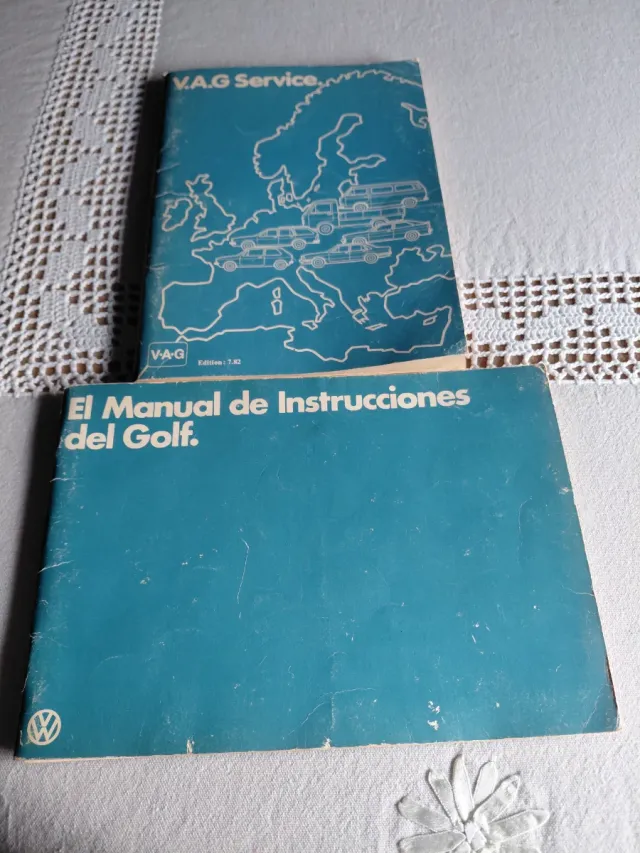 V.A.G Service.
V·A·G
Edition: 7.82
El Manual de Instrucciones
del Golf.